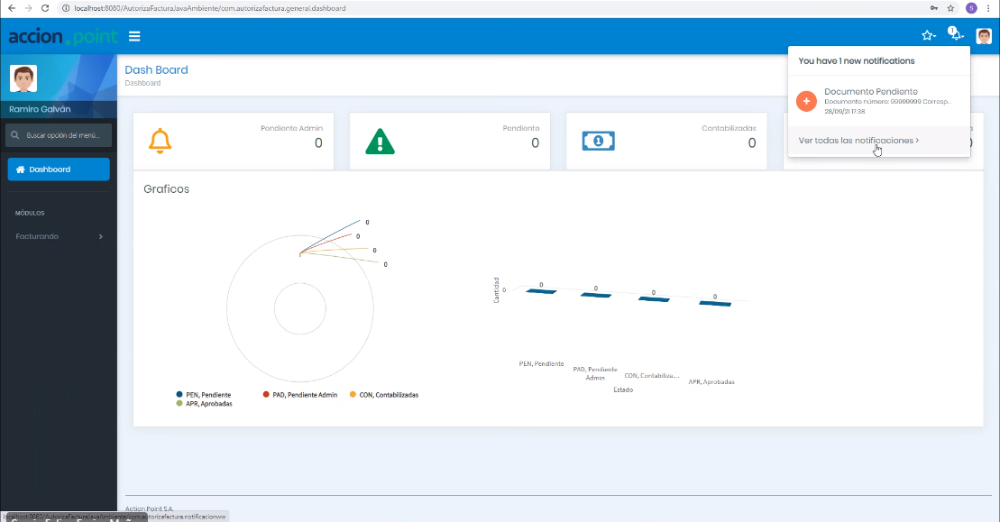 localhost:8080/AutorizaFacturaJavaAmbiente/com.autorizafactura.general.dashboard
S
accion.point
1
You have 1 new notifications
Documento Pendiente
Documento número: 99999999 Corresp...
28/09/21 17:38
Ver todas las notificaciones >
Ramiro Galván
Buscar opción del menú...
Dashboard
MÓDULOS
Facturando
Dash Board
Dashboard
Pendiente Admin
0
Pendiente
0
Contabilizadas
0
Graficos
0
0
0
0
PEN, Pendiente
PAD, Pendiente Admin
CON, Contabilizadas
APR, Aprobadas
Cantidad
0
0
0
0
0
PEN, Pendiente
PAD, Pendiente
Admin
CON, Contabiliza...
APR, Aprobadas
Estado
Action Point S.A.
localhost:8080/AutorizaFacturaJavaAmbiente/com.autorizafactura.notificacionww